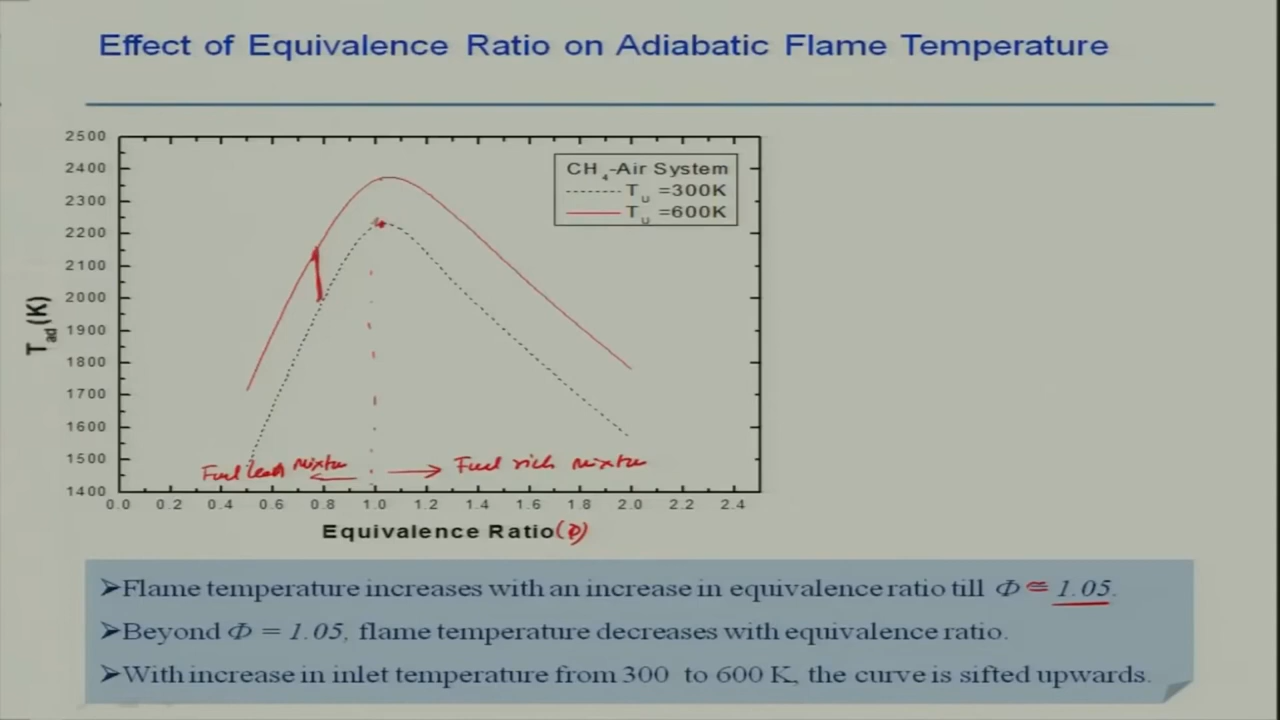 Effect of Equivalence Ratio on Adiabatic Flame Temperature
2500
2400
2300
2200
2100
2000
1900
1800
1700
1600
1500
1400
T_ad(K)
CH4-Air System
T_U =300K
T_U =600K
Fuel lean mixture
Fuel rich mixture
0.0 0.2 0.4 0.6 0.8 1.0 1.2 1.4 1.6 1.8 2.0 2.2 2.4
Equivalence Ratio(Φ)
➢Flame temperature increases with an increase in equivalence ratio till Φ ≈ 1.05.
➢Beyond Φ = 1.05, flame temperature decreases with equivalence ratio.
➢With increase in inlet temperature from 300 to 600 K, the curve is sifted upwards.